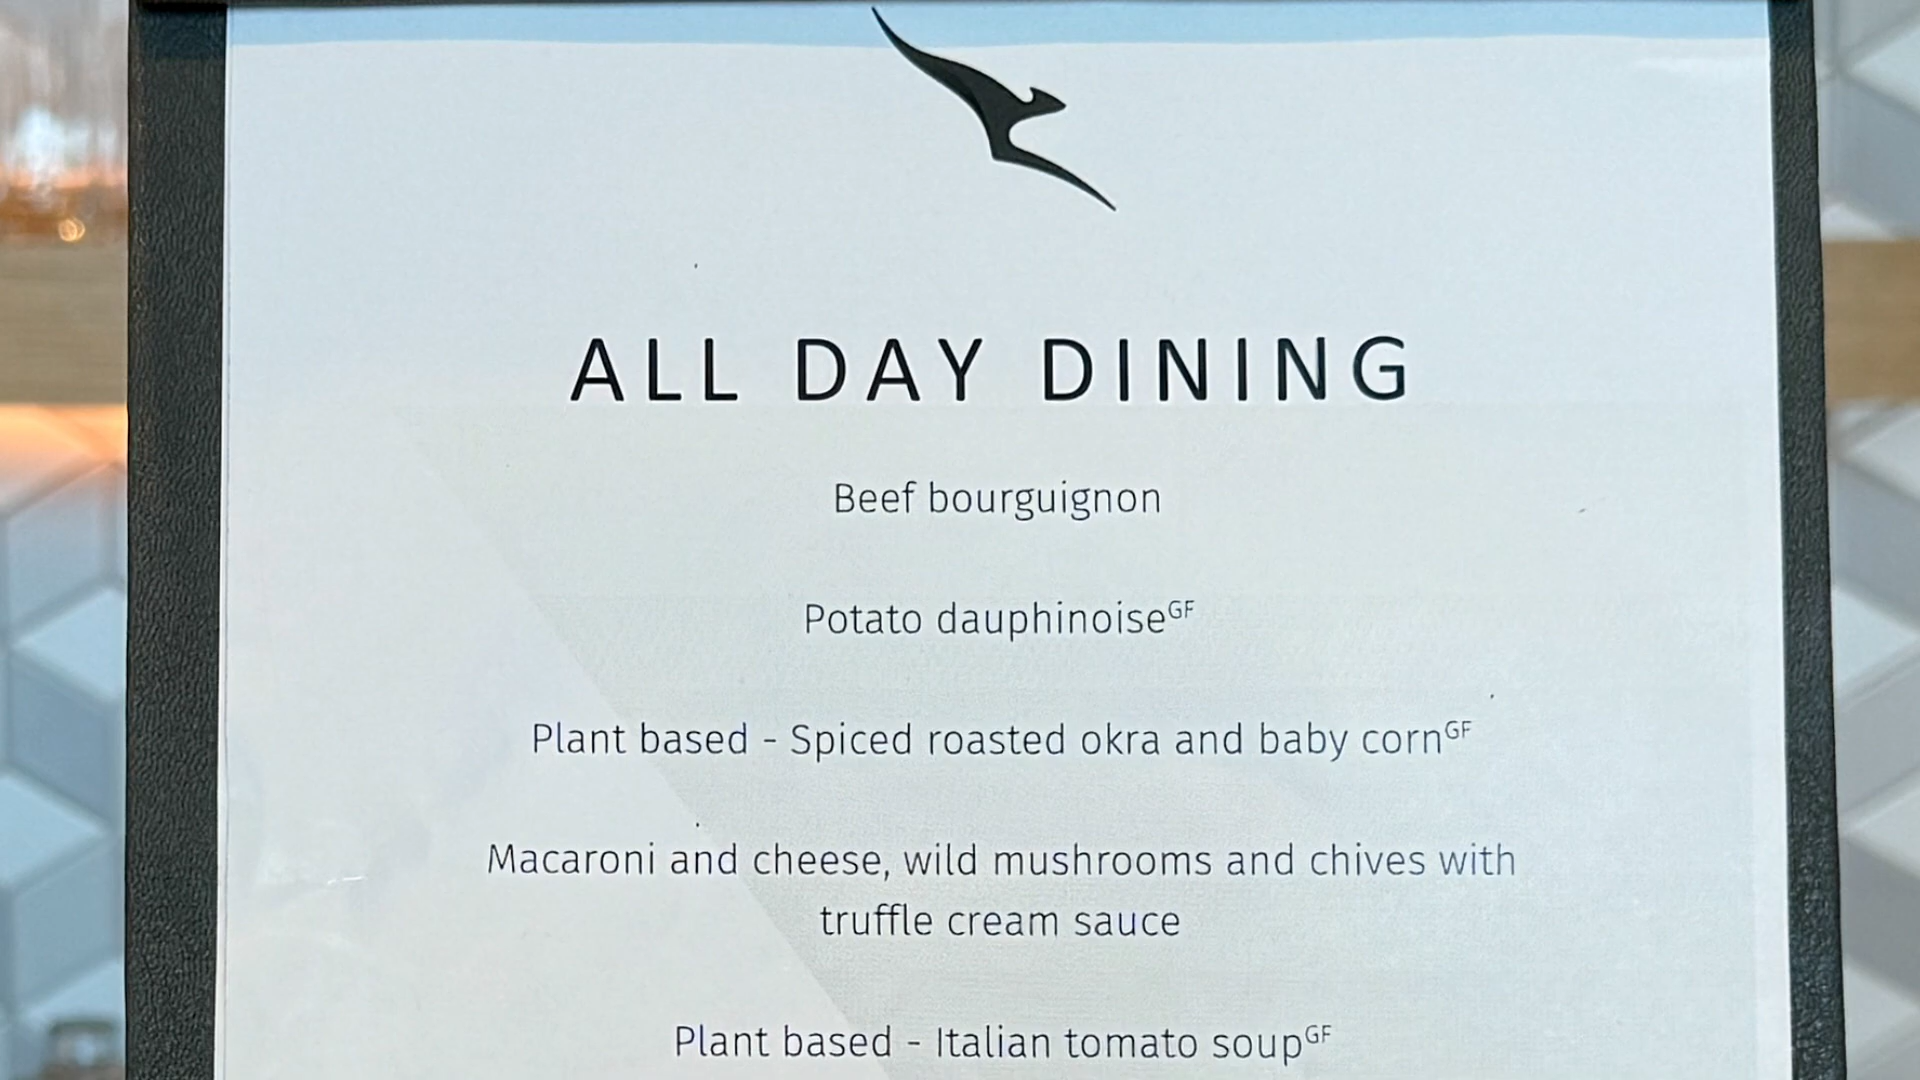 ALL DAY DINING
Beef bourguignon
Potato dauphinoiseGF
Plant based - Spiced roasted okra and baby cornGF
Macaroni and cheese, wild mushrooms and chives with
truffle cream sauce
Plant based - Italian tomato soupGF